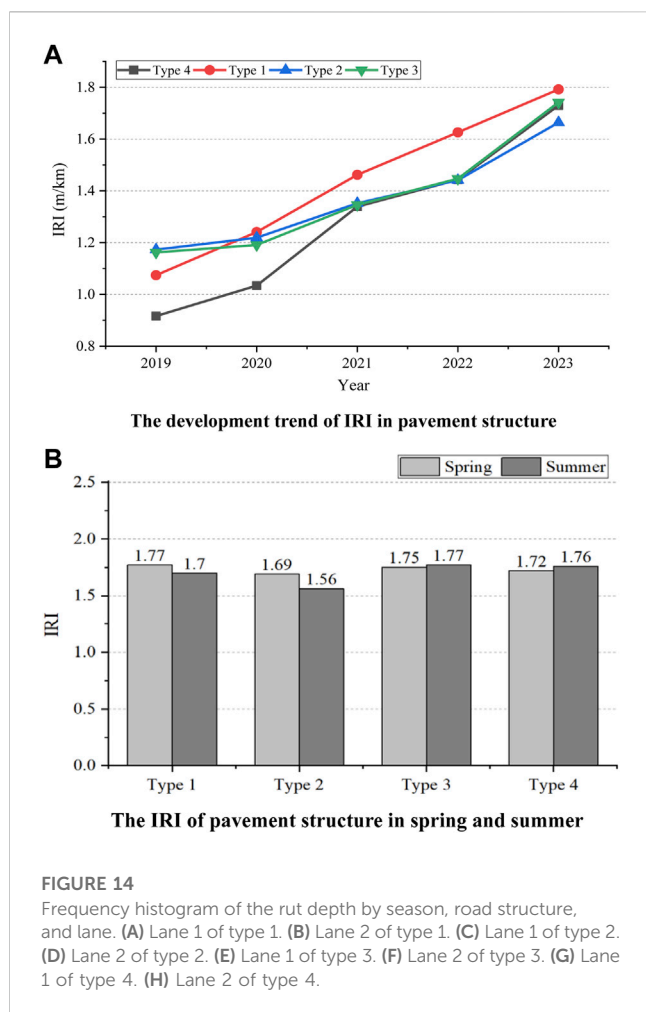 A
Type 4 Type 1 Type 2 Type 3
1.8
1.6
1.4
1.2
1.0
0.8
IRI (m/km)
2019 2020 2021 2022 2023
Year
The development trend of IRI in pavement structure
B
Spring Summer
2.5
2.0
1.5
1.0
0.5
0.0
IRI
1.77 1.7 1.69 1.56 1.75 1.77 1.72 1.76
Type 1 Type 2 Type 3 Type 4
The IRI of pavement structure in spring and summer
FIGURE 14
Frequency histogram of the rut depth by season, road structure,
and lane. (A) Lane 1 of type 1. (B) Lane 2 of type 1. (C) Lane 1 of type 2.
(D) Lane 2 of type 2. (E) Lane 1 of type 3. (F) Lane 2 of type 3. (G) Lane
1 of type 4. (H) Lane 2 of type 4.